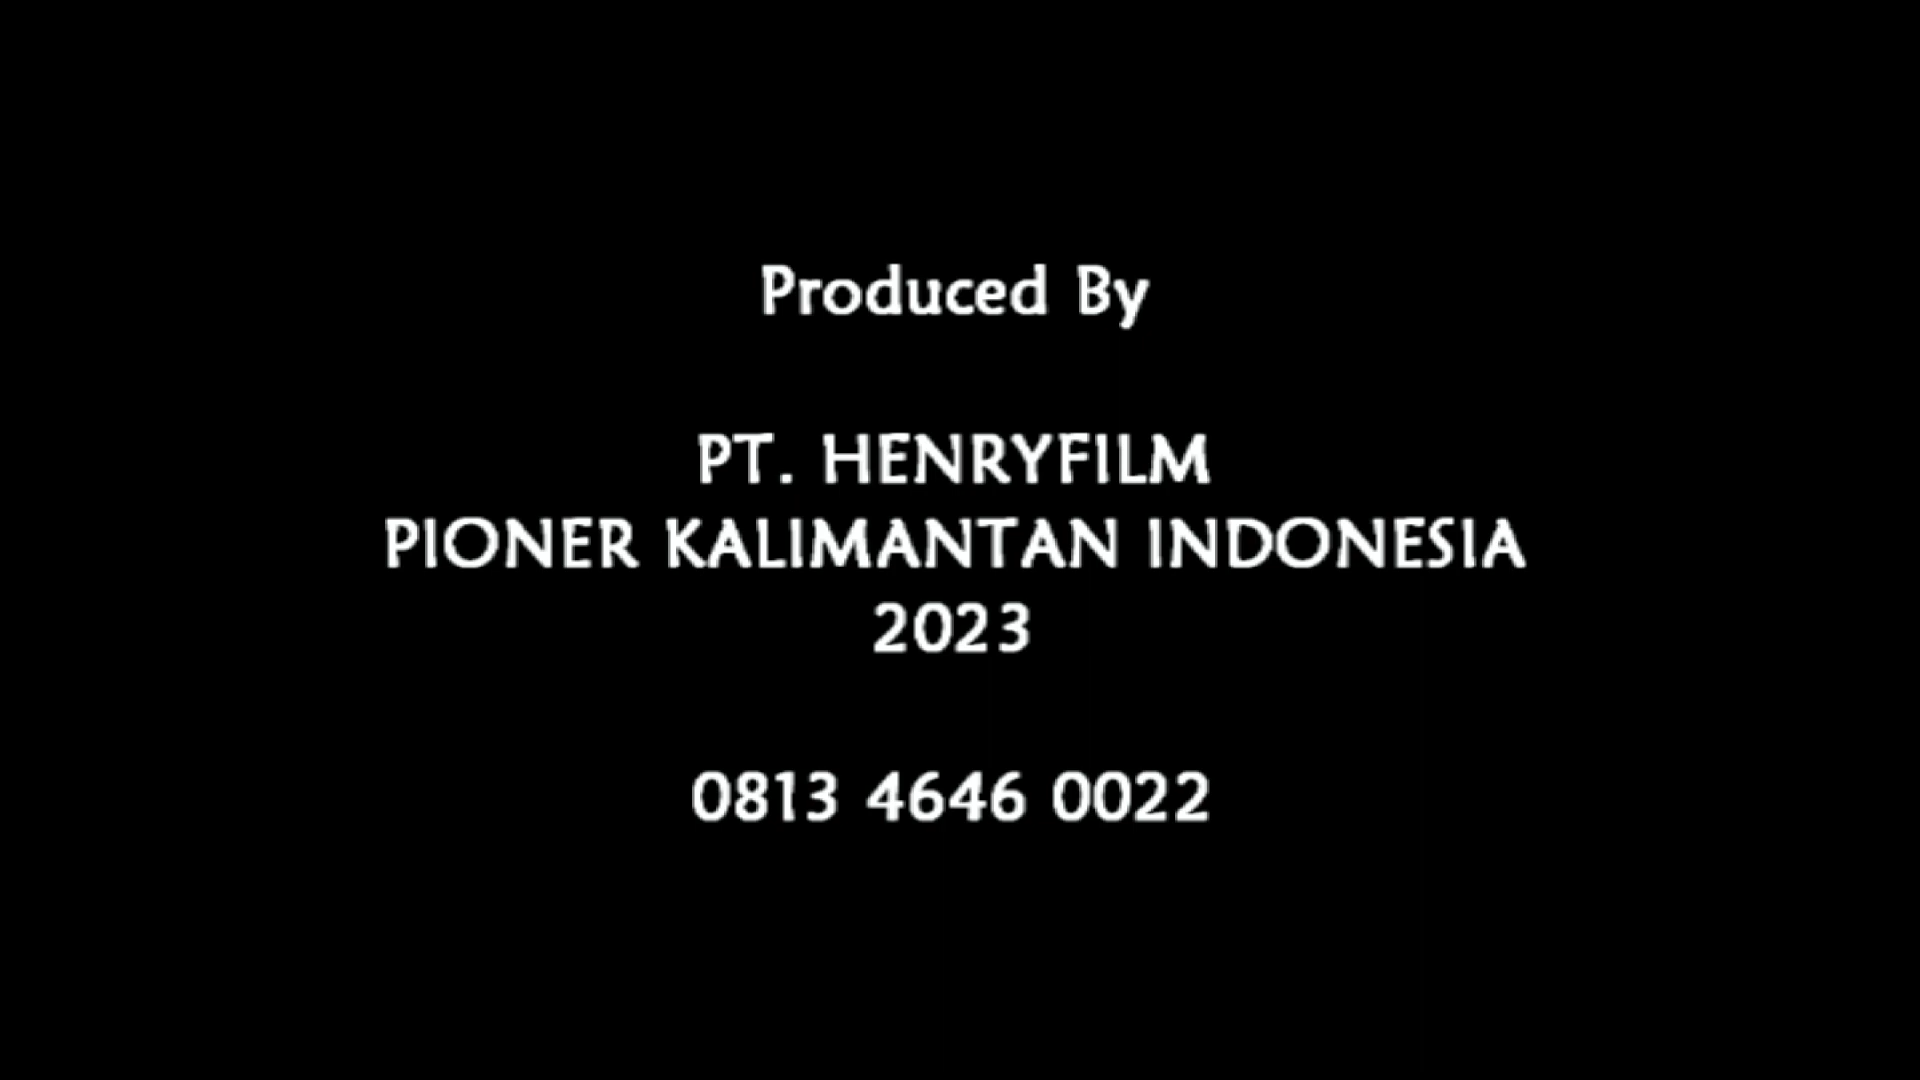 Produced By
PT. HENRYFILM
PIONER KALIMANTAN INDONESIA
2023
0813 4646 0022